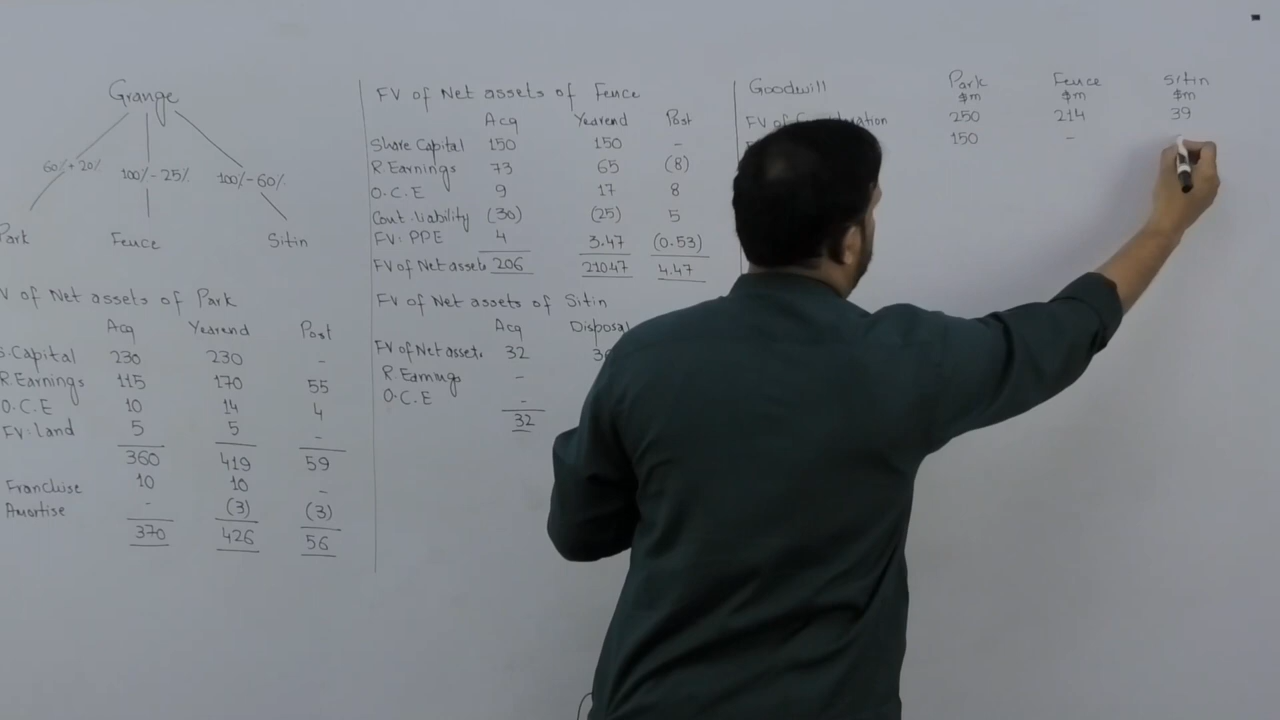 Grange
60%+20% 100%-25% 100%-60%
Park Fence Sitin
V of Net assets of Park
Acq Yearend Post
S.Capital 230 230 -
R.Earnings 115 170 55
O.C.E 10 14 4
FV:Land 5 5 -
360 419 59
Franchise 10 10 -
Amortise - (3) (3)
370 426 56
FV of Net assets of Fence
Acq Yearend Post
Share Capital 150 150 -
R.Earnings 73 65 (8)
O.C.E 9 17 8
Cont. liability (30) (25) 5
FV: PPE 4 3.47 (0.53)
FV of Net assets 206 210.47 4.47
FV of Net assets of Sitin
Acq Disposal
FV of Net assets 32
R Earnings -
O.C.E -
32
Goodwill Park Fence Sitin
$m $m $m
FV of 250 214 39
150 -